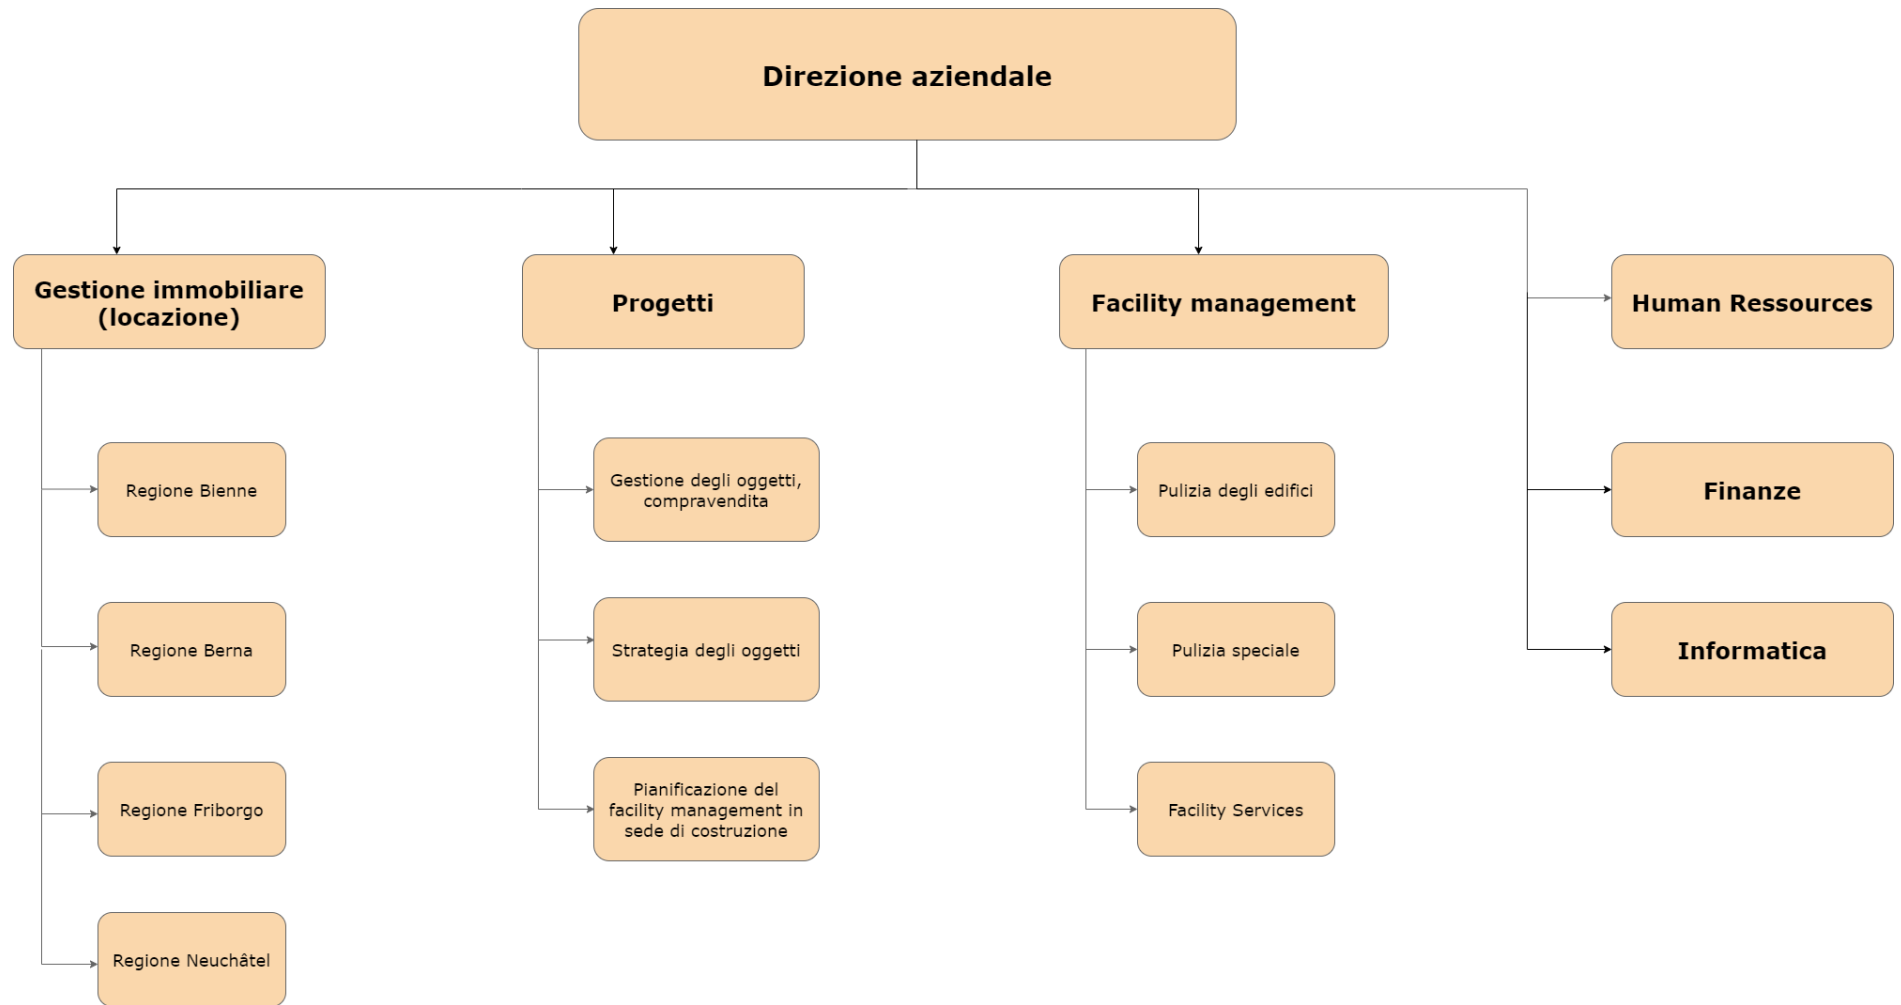 Direzione aziendale
Gestione immobiliare
(locazione)
Progetti
Facility management
Human Ressources
Regione Bienne
Gestione degli oggetti,
compravendita
Pulizia degli edifici
Finanze
Regione Berna
Strategia degli oggetti
Pulizia speciale
Informatica
Regione Friborgo
Pianificazione del
facility management in
sede di costruzione
Facility Services
Regione Neuchâtel